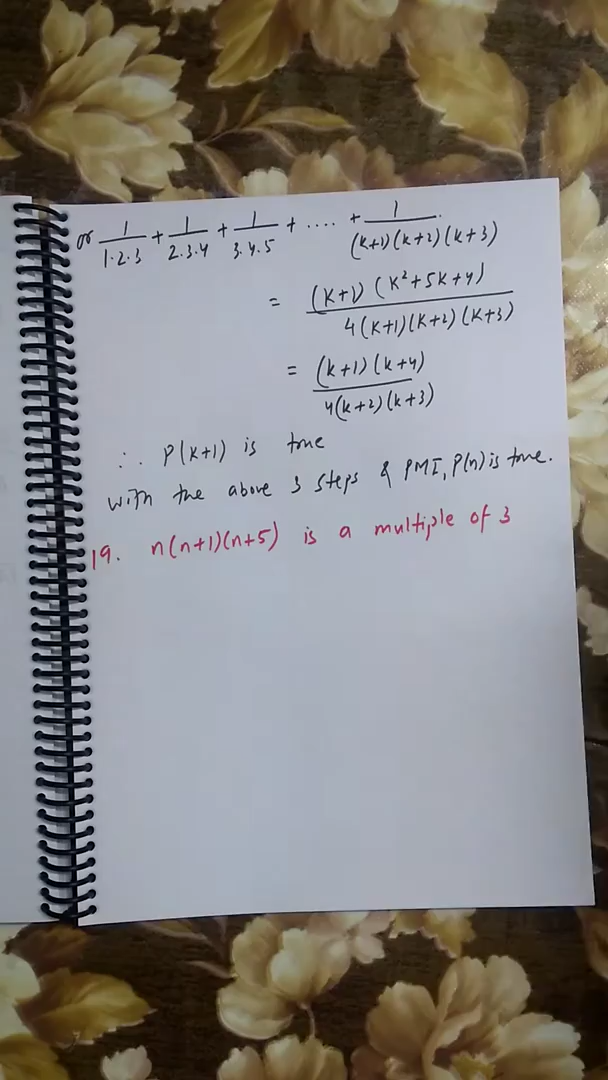 or 1/1·2·3 + 1/2.3.4 + 1/3.4.5 + .... + 1/(k+1)(k+2)(k+3).
= (k+1) (k²+5k+4) / 4(k+1)(k+2)(k+3)
= (k+1)(k+4) / 4(k+2)(k+3)
∴ P(k+1) is true
with the above 3 steps & PMI, P(n) is true.
19. n(n+1)(n+5) is a multiple of 3